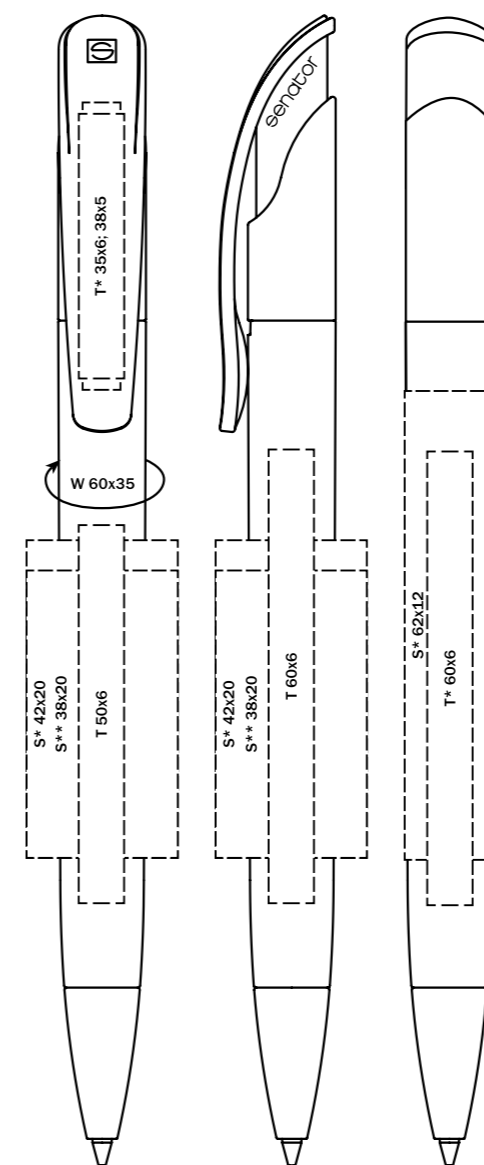 S
senator
T* 35x6; 38x5
W 60x35
S* 42x20
S** 38x20
T 50x6
S* 42x20
S** 38x20
T 60x6
S* 62x12
T* 60x6